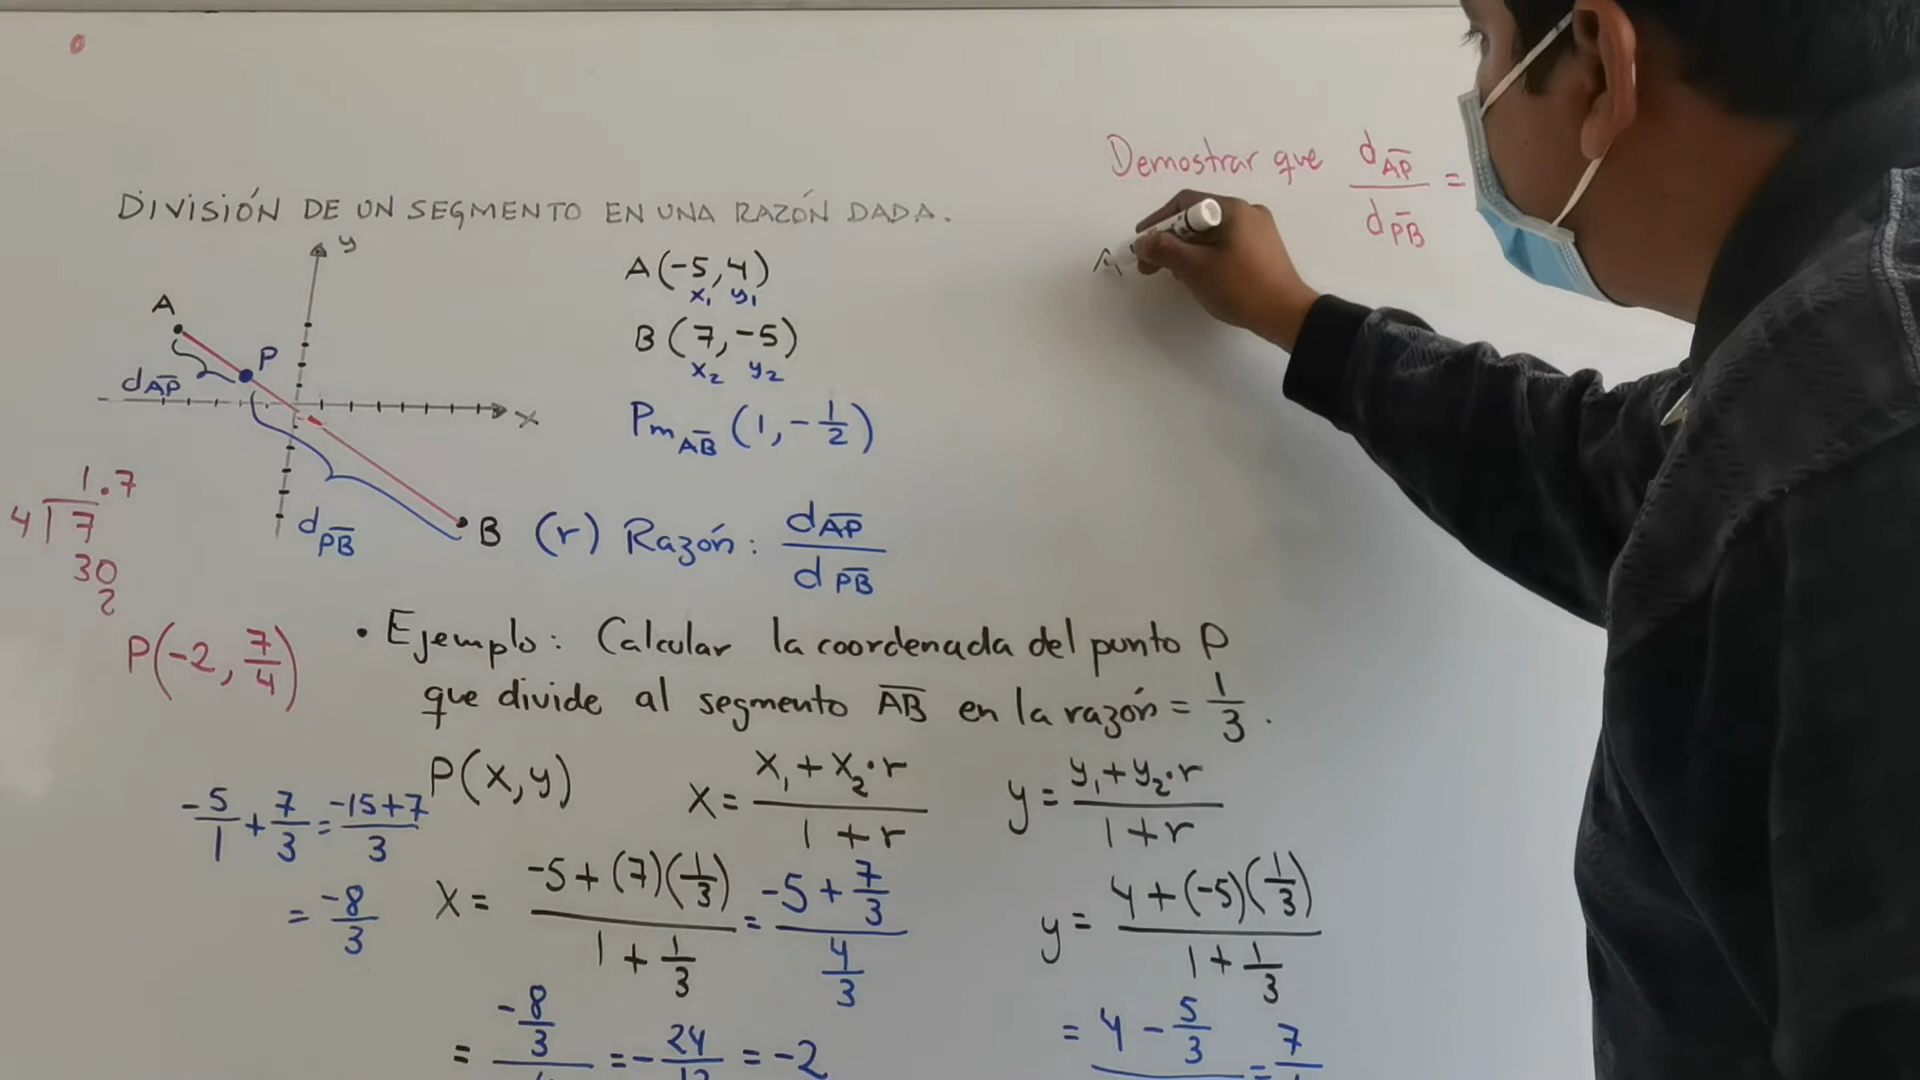 DIVISIÓN DE UN SEGMENTO EN UNA RAZÓN DADA.
y
A
P
dAP
x
dPB
B
A(-5,4)
x₁ y₁
B(7,-5)
x₂ y₂
PmAB (1,-1/2)
(r) Razón: dAP/dPB
Demostrar que dAP/dPB =
1.7
4 7
30
2
P(-2, 7/4)
• Ejemplo: Calcular la coordenada del punto P
que divide al segmento AB en la razón = 1/3.
P(x,y) x = (x₁+x₂·r)/(1+r) y = (y₁+y₂·r)/(1+r)
-5/1 + 7/3 = (-15+7)/3
= -8/3
x = (-5+(7)(1/3))/(1+1/3) = (-5+7/3)/(4/3)
y = (4+(-5)(1/3))/(1+1/3)
= -8/3 = -24/12 = -2
= 4-5/3 = 7